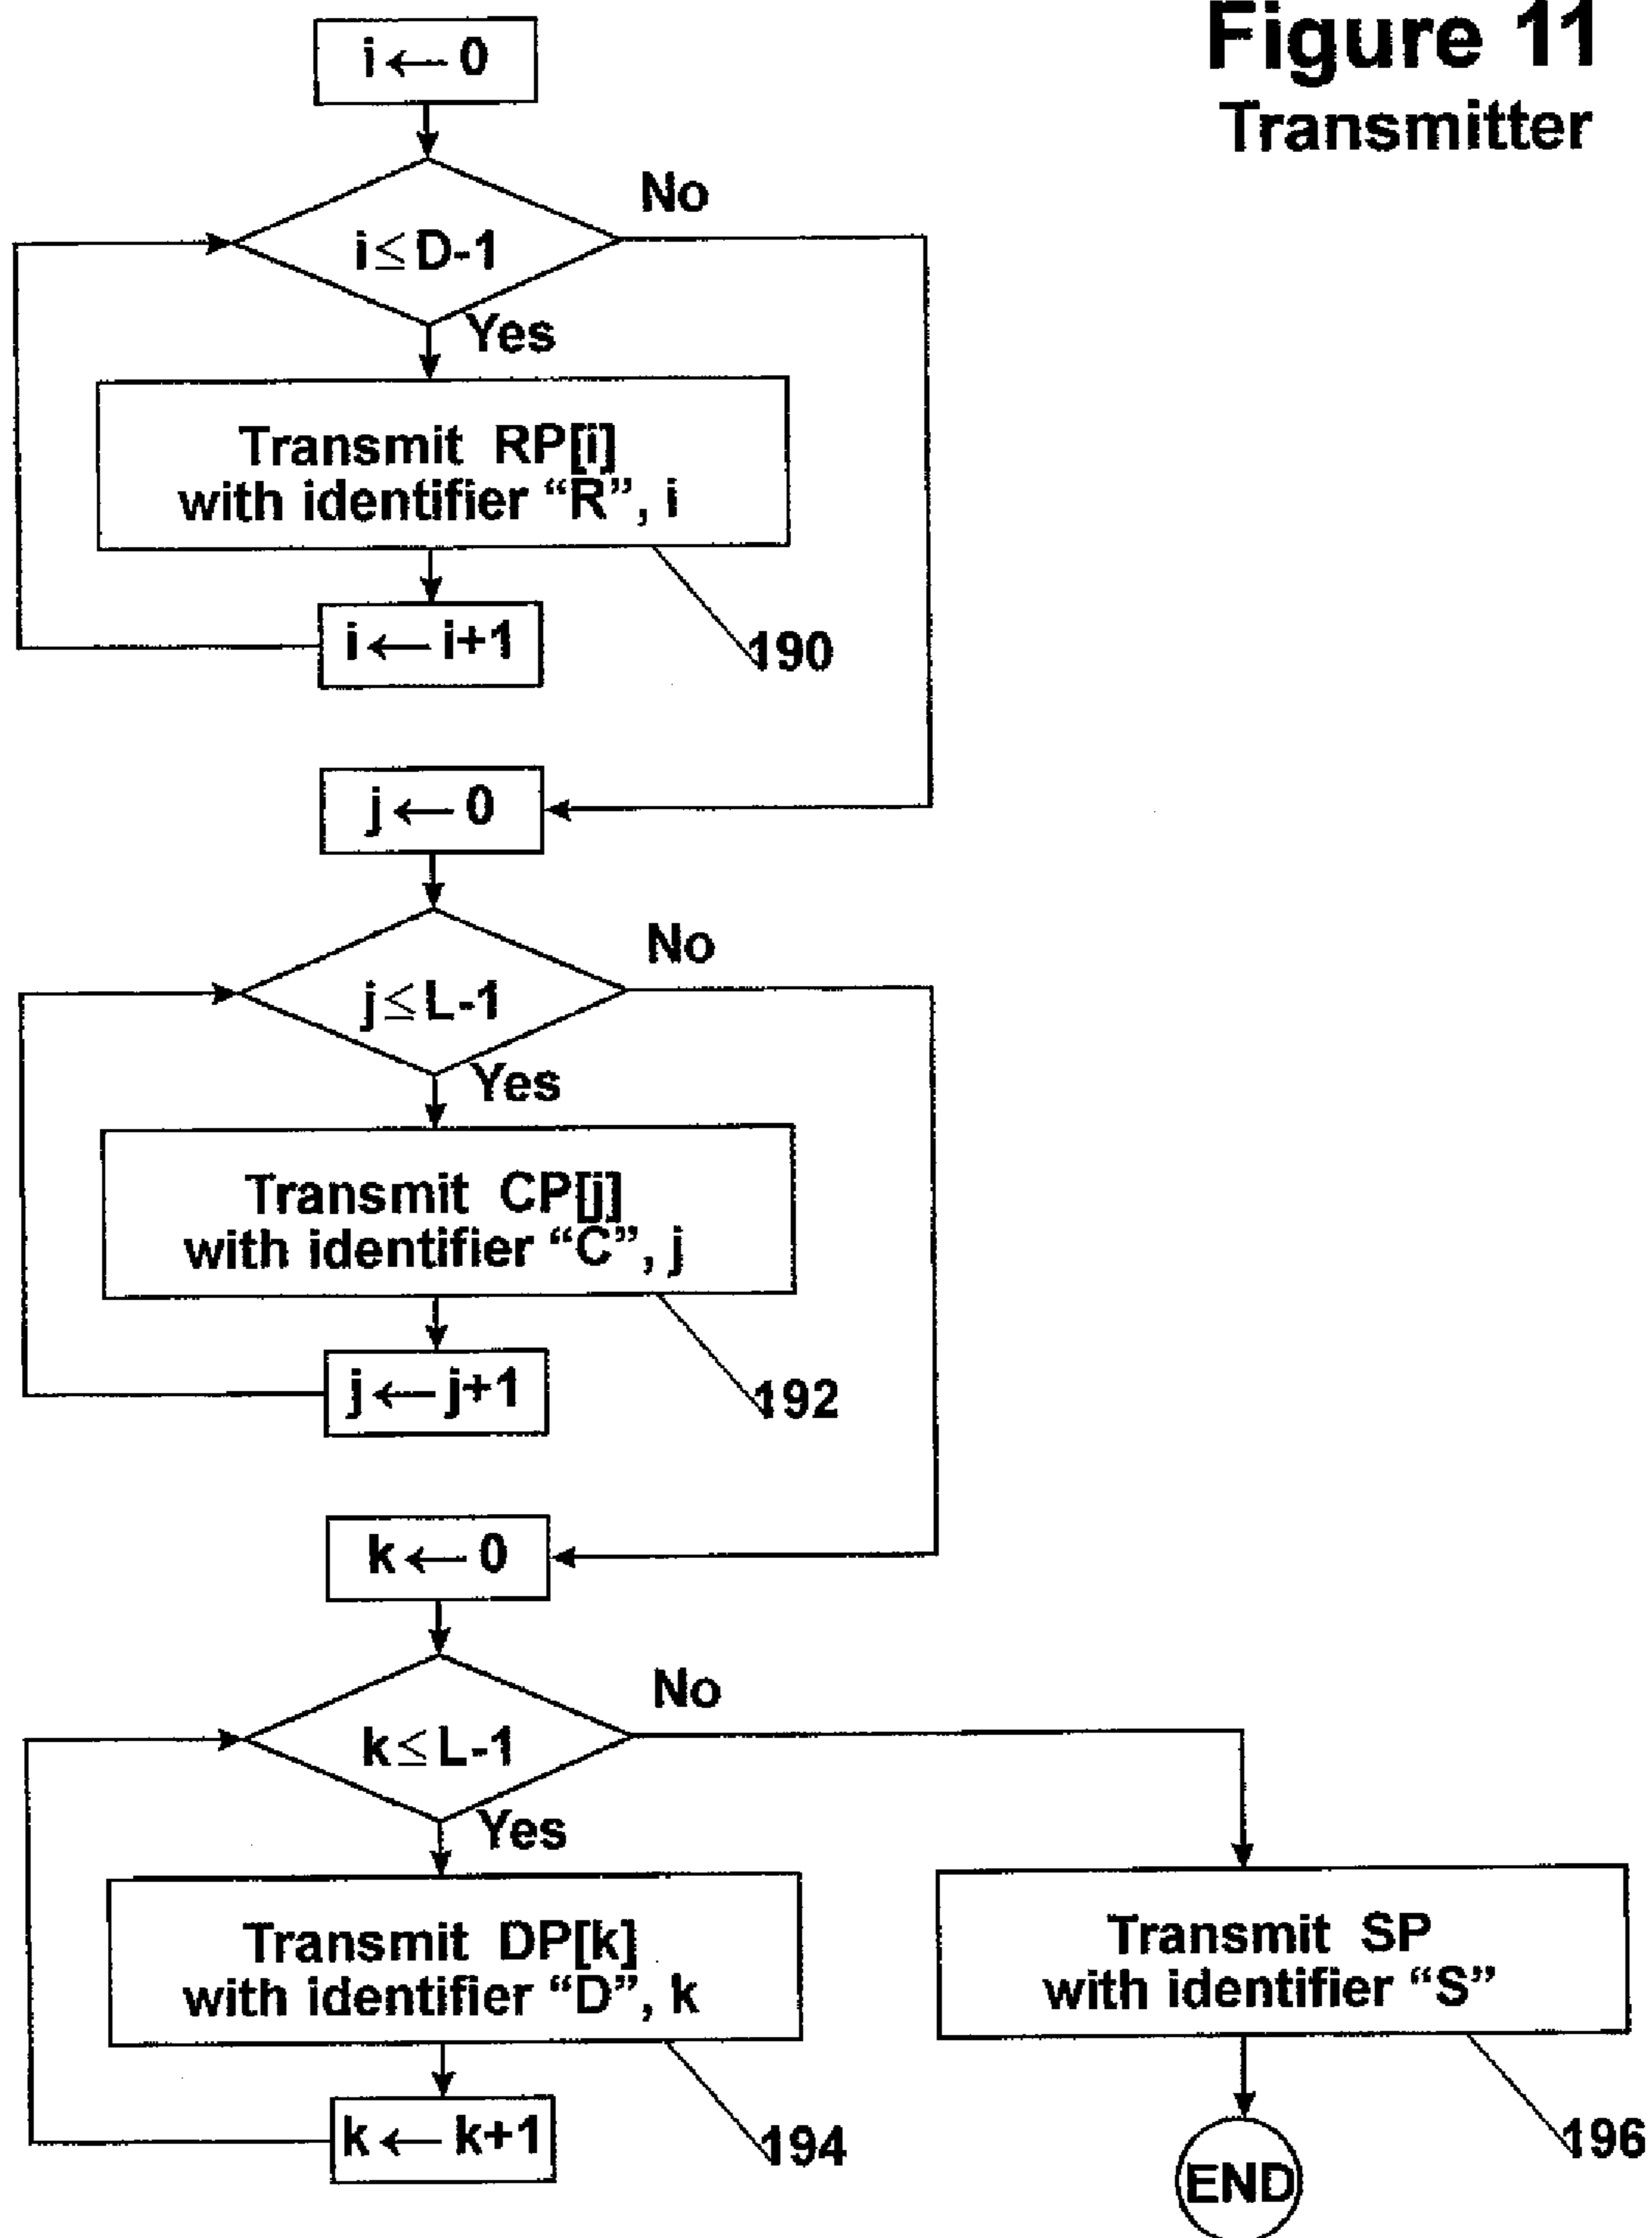 Figure 11
Transmitter
i ← 0
i ≤ D-1
No
Yes
Transmit RP[i]
with identifier “R”, i
i ← i+1
190
j ← 0
j ≤ L-1
No
Yes
Transmit CP[j]
with identifier “C”, j
j ← j+1
192
k ← 0
k ≤ L-1
No
Yes
Transmit DP[k]
with identifier “D”, k
k ← k+1
194
Transmit SP
with identifier “S”
196
END